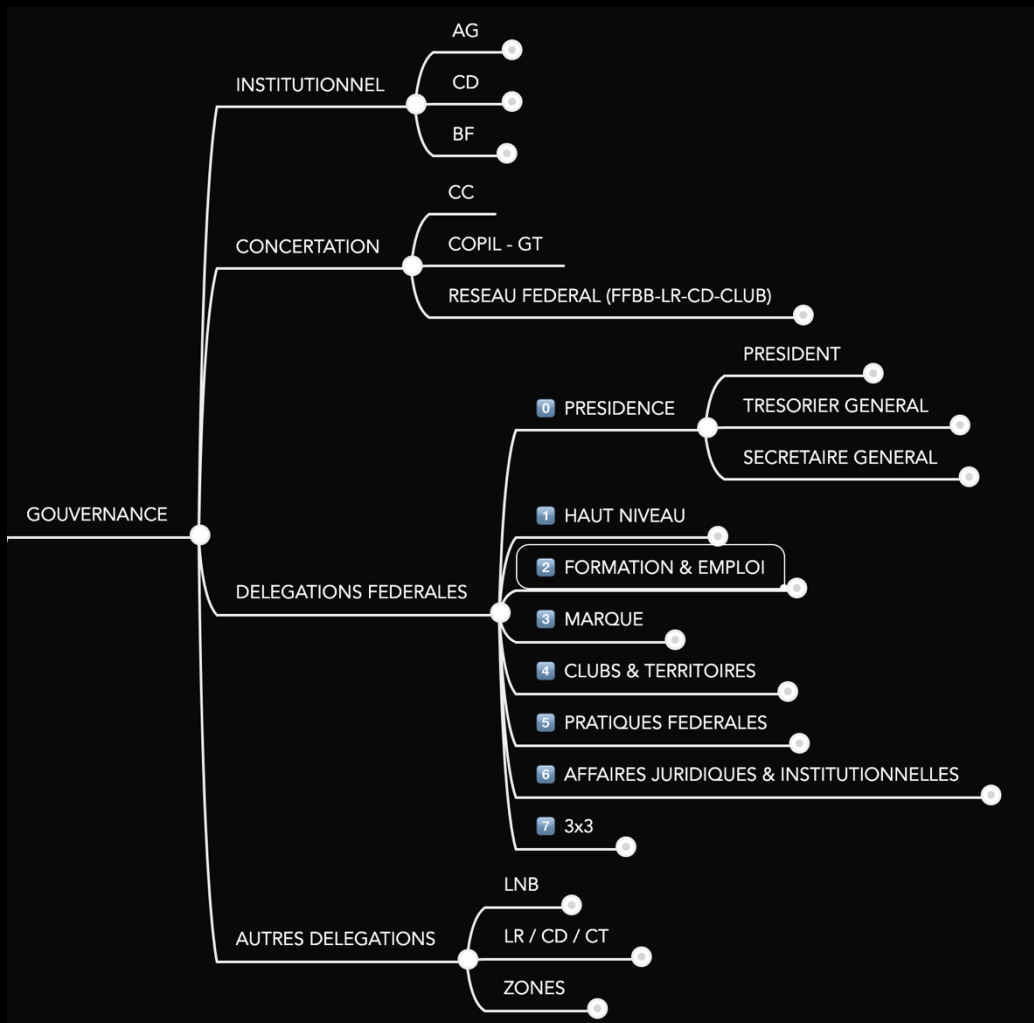 AG
INSTITUTIONNEL
CD
BF
CC
CONCERTATION
COPIL - GT
RESEAU FEDERAL (FFBB-LR-CD-CLUB)
PRESIDENT
0 PRESIDENCE
TRESORIER GENERAL
SECRETAIRE GENERAL
GOUVERNANCE
1 HAUT NIVEAU
2 FORMATION & EMPLOI
DELEGATIONS FEDERALES
3 MARQUE
4 CLUBS & TERRITOIRES
5 PRATIQUES FEDERALES
6 AFFAIRES JURIDIQUES & INSTITUTIONNELLES
7 3x3
LNB
AUTRES DELEGATIONS
LR / CD / CT
ZONES